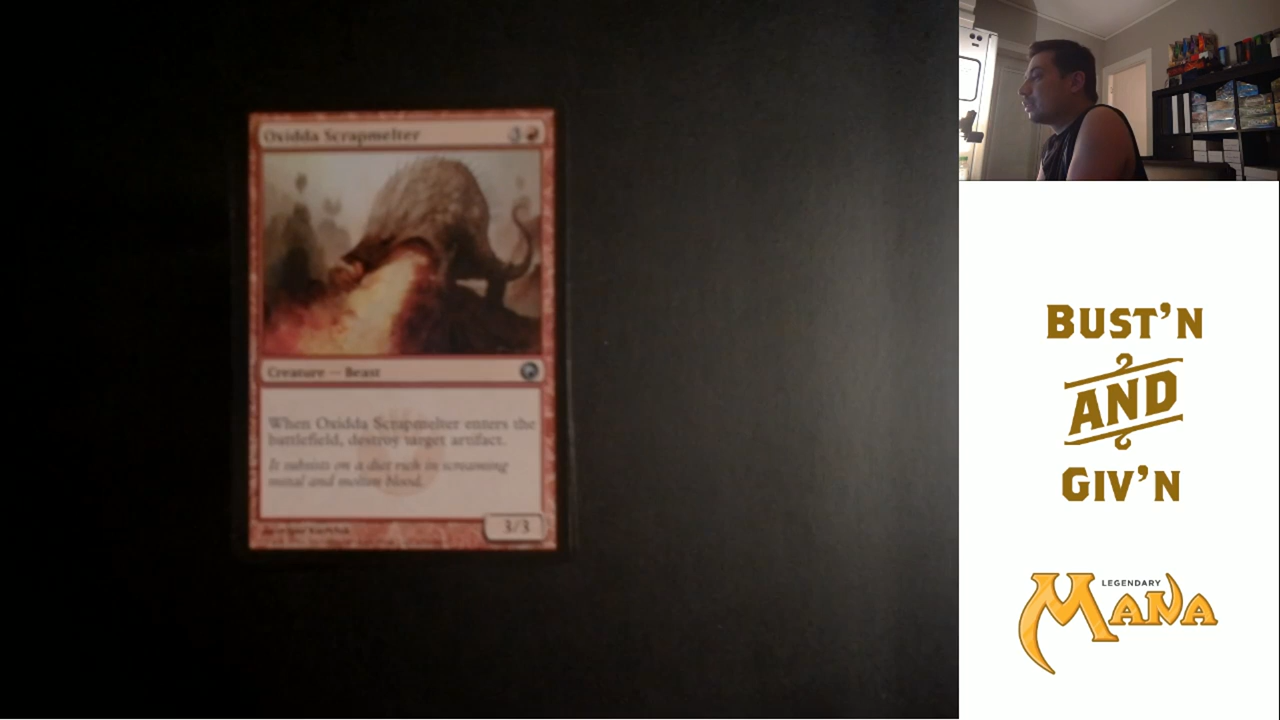 Oxidda Scrapmelter 3
Creature — Beast
When Oxidda Scrapmelter enters the
battlefield, destroy target artifact.
It subsists on a diet rich in screaming
metal and molten blood.
3/3
BUST'N
AND
GIV'N
LEGENDARY
MANA